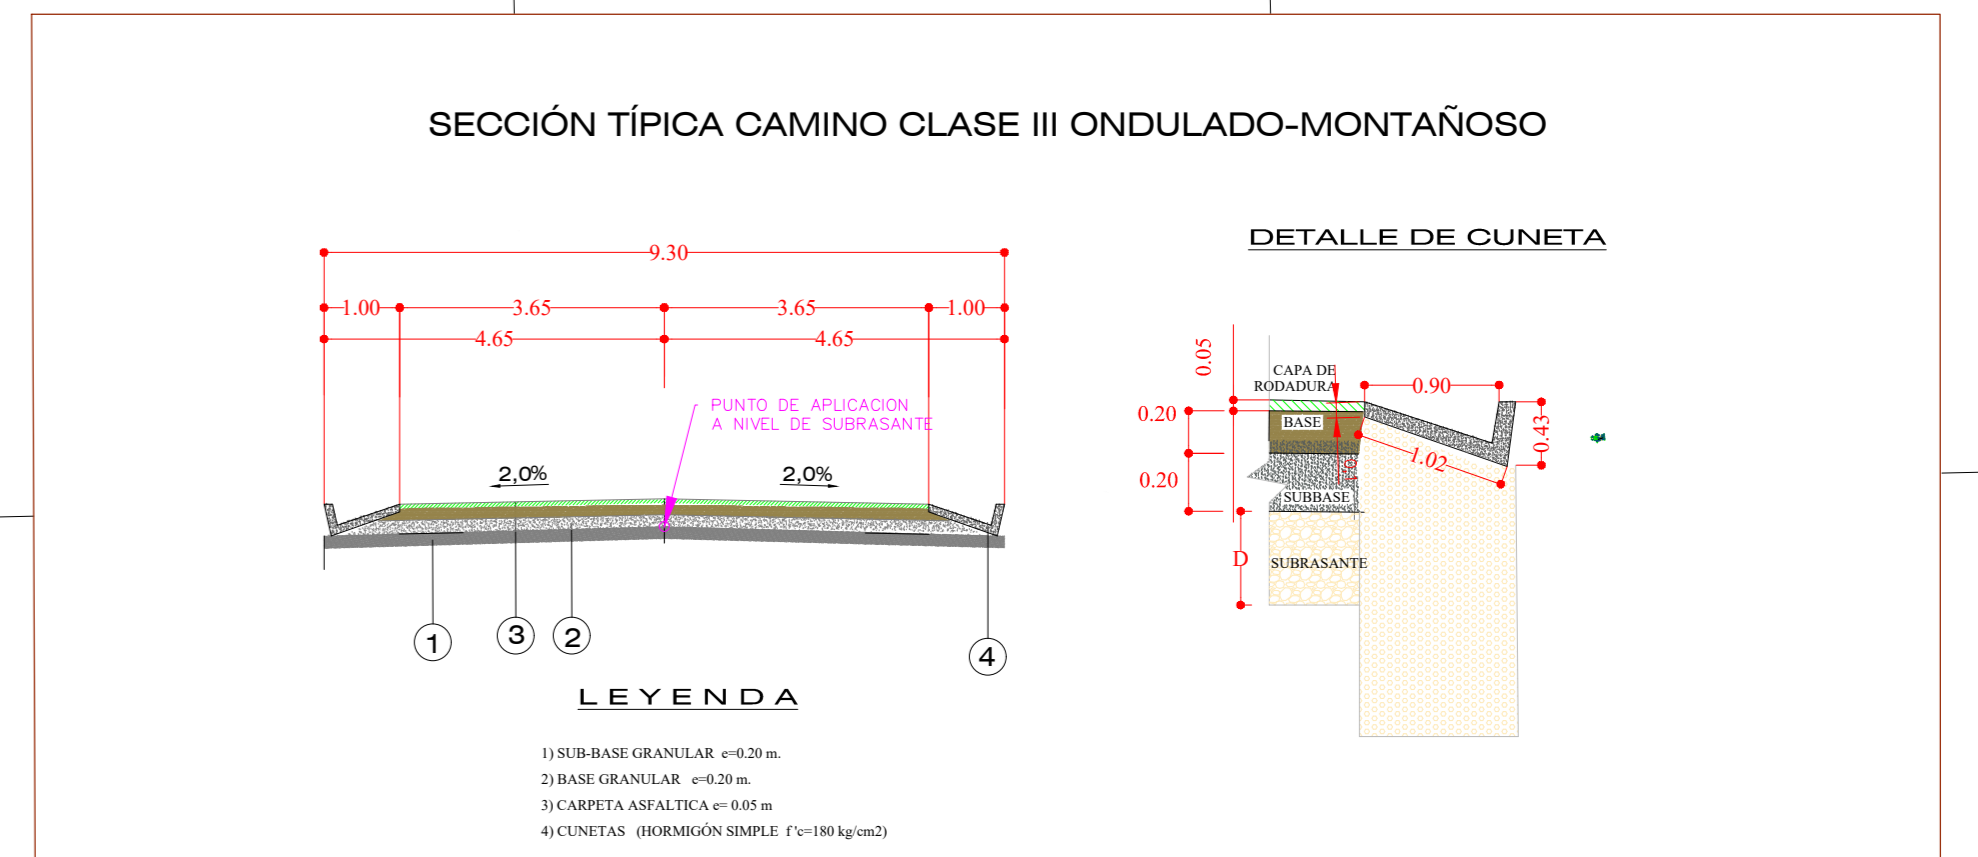 SECCIÓN TÍPICA CAMINO CLASE III ONDULADO-MONTAÑOSO
9.30
1.00 3.65 3.65 1.00
4.65 4.65
PUNTO DE APLICACION
A NIVEL DE SUBRASANTE
2,0% 2,0%
1 3 2 4
LEYENDA
1) SUB-BASE GRANULAR e=0.20 m.
2) BASE GRANULAR e=0.20 m.
3) CARPETA ASFALTICA e= 0.05 m
4) CUNETAS (HORMIGÓN SIMPLE f'c=180 kg/cm2)
DETALLE DE CUNETA
0.05
CAPA DE
RODADURA
0.90
0.20
BASE
0.43
1.02
0.20
SUBBASE
D
SUBRASANTE